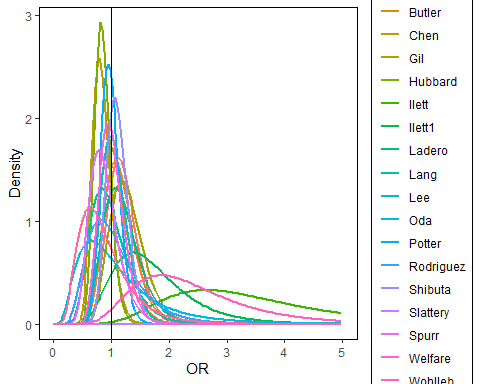 Butler
Chen
Gil
Hubbard
Ilett
Ilett1
Ladero
Lang
Lee
Oda
Potter
Rodriguez
Shibuta
Slattery
Spurr
Welfare
Wohlleb
Density
3
2
1
0
0 1 2 3 4 5
OR